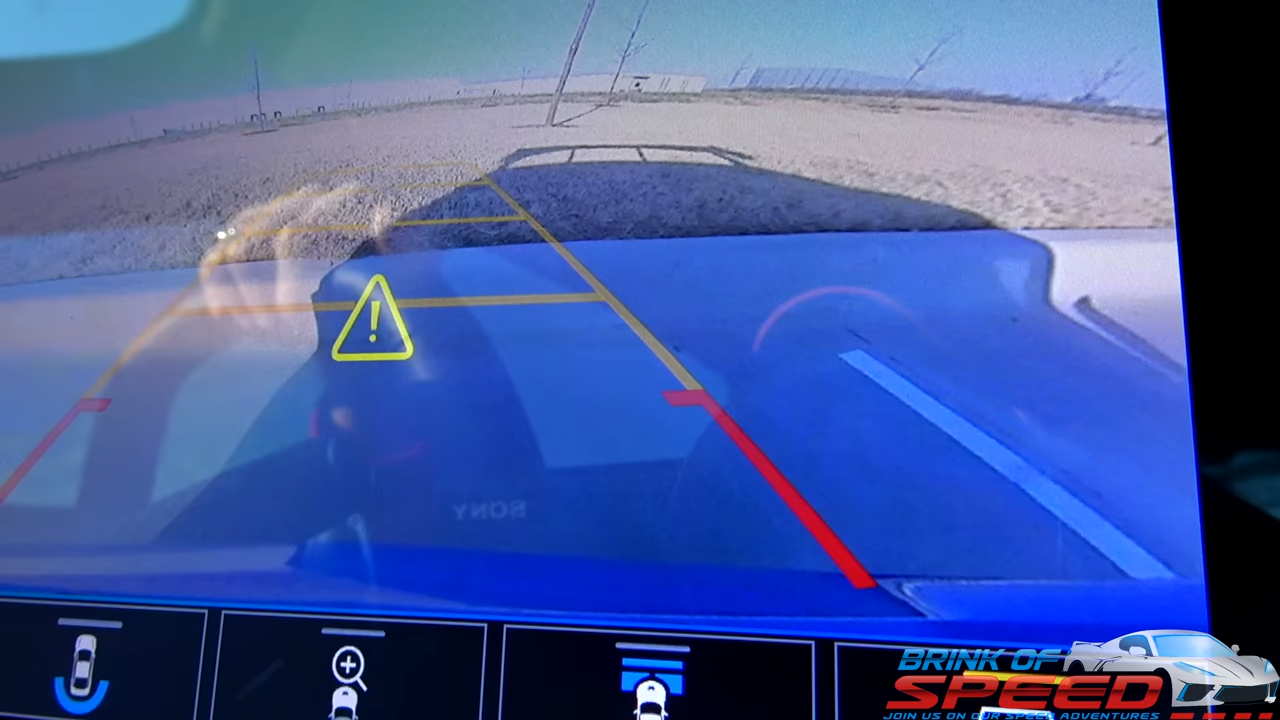 !
SONY
BRINK OF
SPEED
JOIN US ON OUR SPEED ADVENTURES